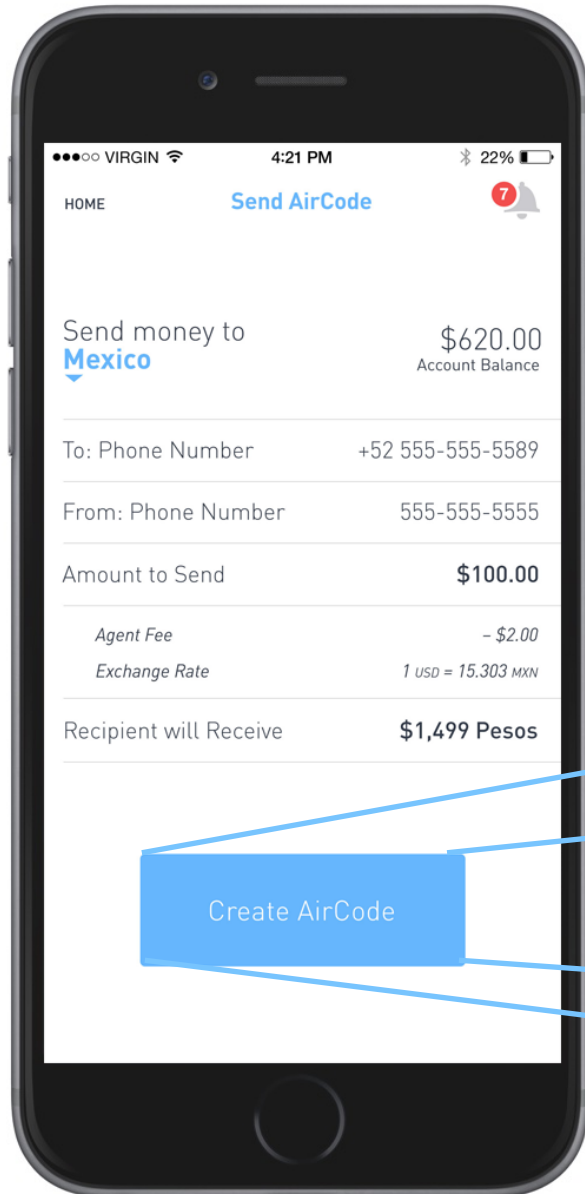 VIRGIN 4:21 PM 22%
HOME Send AirCode 7
Send money to
Mexico
$620.00
Account Balance
To: Phone Number +52 555-555-5589
From: Phone Number 555-555-5555
Amount to Send $100.00
Agent Fee – $2.00
Exchange Rate 1 USD = 15.303 MXN
Recipient will Receive $1,499 Pesos
Create AirCode